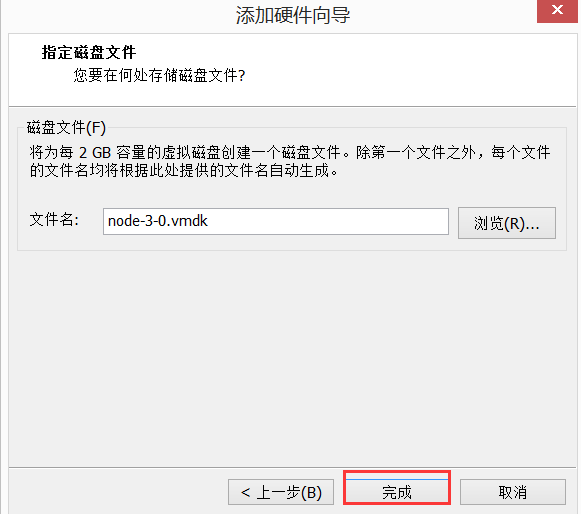 添加硬件向导
指定磁盘文件
您要在何处存储磁盘文件?
磁盘文件(F)
将为每 2 GB 容量的虚拟磁盘创建一个磁盘文件。除第一个文件之外，每个文件
的文件名均将根据此处提供的文件名自动生成。
文件名:
node-3-0.vmdk
浏览(R)...
< 上一步(B)
完成
取消